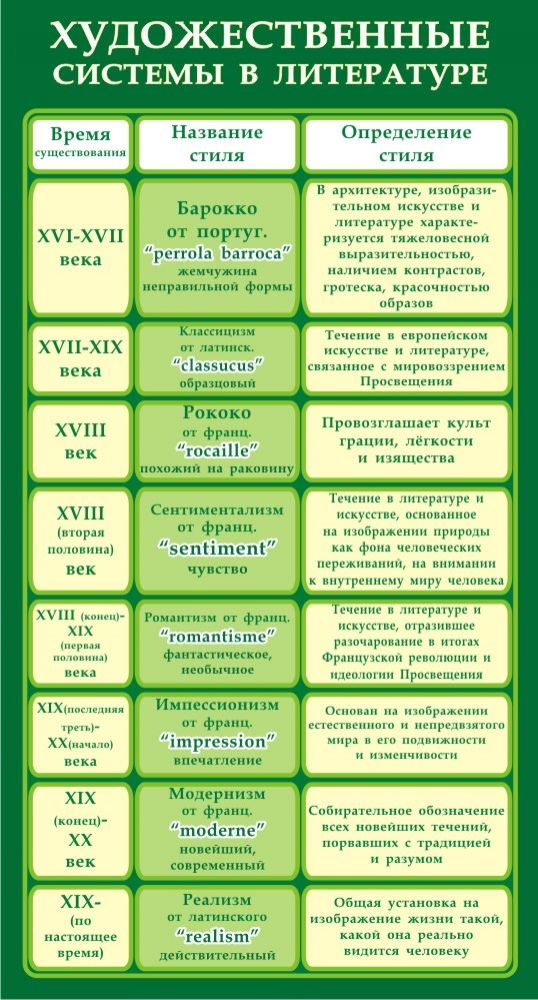 ХУДОЖЕСТВЕННЫЕ
СИСТЕМЫ В ЛИТЕРАТУРЕ
Время
существования
Название
стиля
Определение
стиля
XVI-XVII
века
Барокко
от португ.
“perrola barroca”
жемчужина
неправильной формы
В архитектуре, изобрази-
тельном искусстве и
литературе характе-
ризуется тяжеловесной
выразительностью,
наличием контрастов,
гротеска, красочностью
образов
XVII-XIX
века
Классицизм
от латинск.
“classucus”
образцовый
Течение в европейском
искусстве и литературе,
связанное с мировоззрением
Просвещения
XVIII
век
Рококо
от франц.
“rocaille”
похожий на раковину
Провозглашает культ
грации, лёгкости
и изящества
XVIII
(вторая
половина)
век
Сентиментализм
от франц.
“sentiment”
чувство
Течение в литературе и
искусстве, основанное
на изображении природы
как фона человеческих
переживаний, на внимании
к внутреннему миру человека
XVIII (конец)-
XIX
(первая
половина)
века
Романтизм от франц.
“romantisme”
фантастическое,
необычное
Течение в литературе и
искусстве, отразившее
разочарование в итогах
Французской революции и
идеологии Просвещения
XIX(последняя
треть)-
XX(начало)
века
Импессионизм
от франц.
“impression”
впечатление
Основан на изображении
естественного и непредвзятого
мира в его подвижности
и изменчивости
XIX
(конец)-
XX
век
Модернизм
от франц.
“moderne”
новейший,
современный
Собирательное обозначение
всех новейших течений,
порвавших с традицией
и разумом
XIX-
(по
настоящее
время)
Реализм
от латинского
“realism”
действительный
Общая установка на
изображение жизни такой,
какой она реально
видится человеку